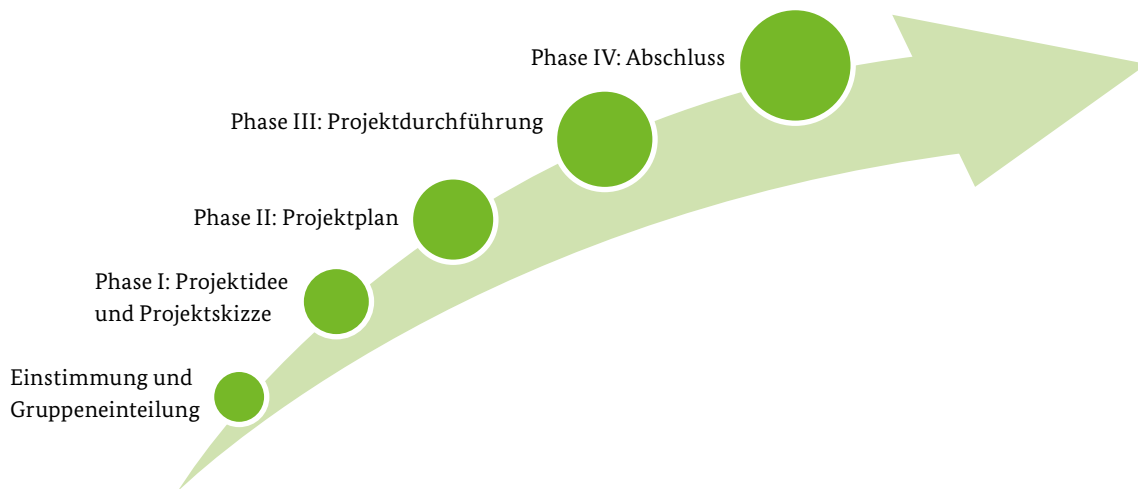 Phase IV: Abschluss
Phase III: Projektdurchführung
Phase II: Projektplan
Phase I: Projektidee
und Projektskizze
Einstimmung und
Gruppeneinteilung